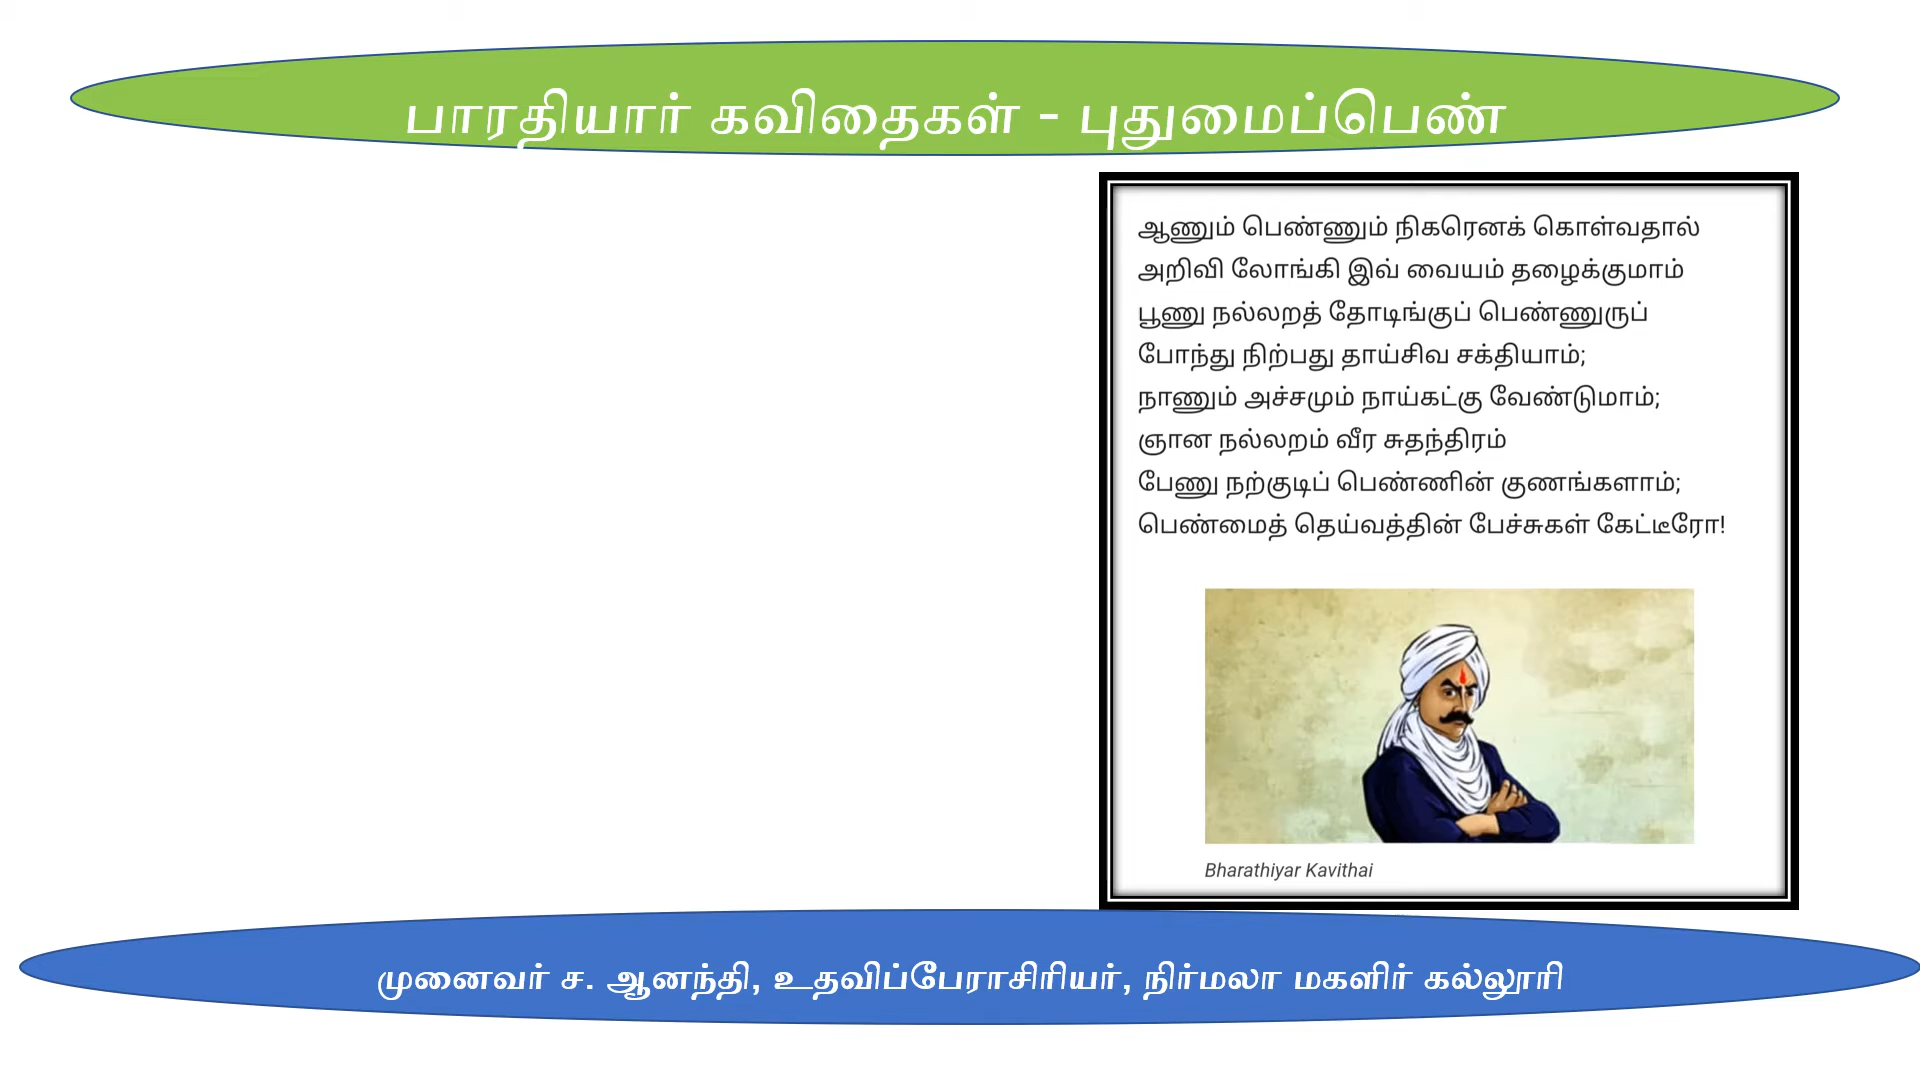 பாரதியார் கவிதைகள் - புதுமைப்பெண்
ஆணும் பெண்ணும் நிகரெனக் கொள்வதால்
அறிவி லோங்கி இவ் வையம் தழைக்குமாம்
பூணு நல்லறத் தோடிங்குப் பெண்ணுருப்
போந்து நிற்பது தாய்சிவ சக்தியாம்;
நாணும் அச்சமும் நாய்கட்கு வேண்டுமாம்;
ஞான நல்லறம் வீர சுதந்திரம்
பேணு நற்குடிப் பெண்ணின் குணங்களாம்;
பெண்மைத் தெய்வத்தின் பேச்சுகள் கேட்டீரோ!
Bharathiyar Kavithai
முனைவர் ச. ஆனந்தி, உதவிப்பேராசிரியர், நிர்மலா மகளிர் கல்லூரி